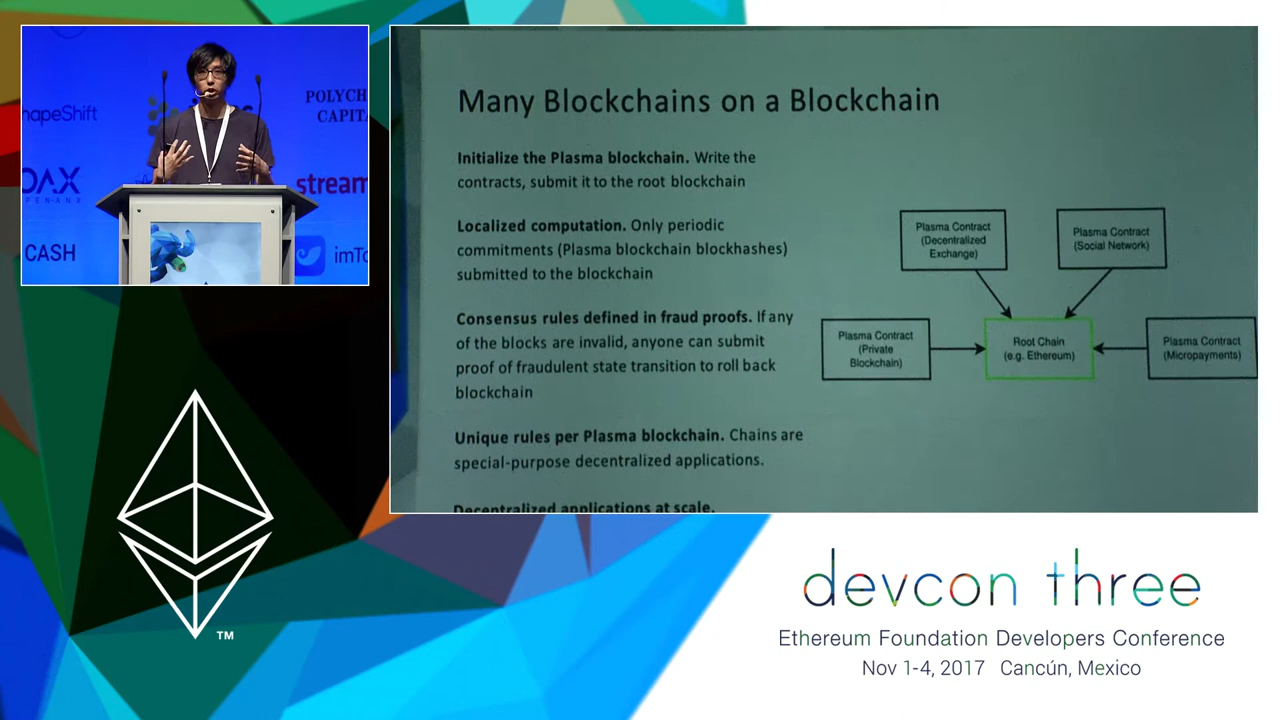 POLYCH
CAPITA
stream
CASH
imTo
Many Blockchains on a Blockchain
Initialize the Plasma blockchain. Write the
contracts, submit it to the root blockchain
Localized computation. Only periodic
commitments (Plasma blockchain blockhashes)
submitted to the blockchain
Consensus rules defined in fraud proofs. If any
of the blocks are invalid, anyone can submit
proof of fraudulent state transition to roll back
blockchain
Unique rules per Plasma blockchain. Chains are
special-purpose decentralized applications.
Decentralized applications at scale.
Plasma Contract
(Decentralized
Exchange)
Plasma Contract
(Social Network)
Plasma Contract
(Private
Blockchain)
Root Chain
(e.g. Ethereum)
Plasma Contract
(Micropayments)
TM
devcon three
Ethereum Foundation Developers Conference
Nov 1-4, 2017 Cancún, Mexico